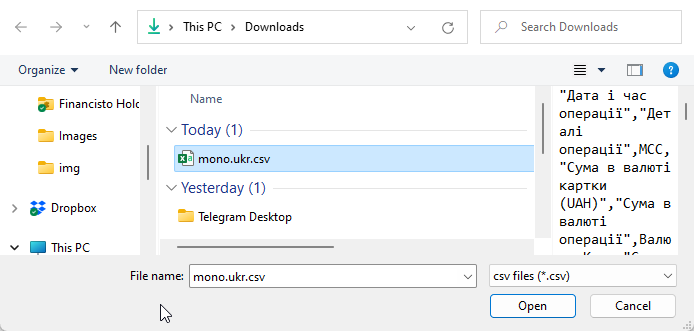 This PC > Downloads
Search Downloads
Organize
New folder
Financisto Hold
Images
img
Dropbox
This PC
Name
Today (1)
mono.ukr.csv
Yesterday (1)
Telegram Desktop
"Дата і час
операції","Дет
алі
операції",MCC,
"Сума в валюті
картки
(UAH)","Сума в
валюті
операції",Валю
File name:
mono.ukr.csv
csv files (*.csv)
Open
Cancel